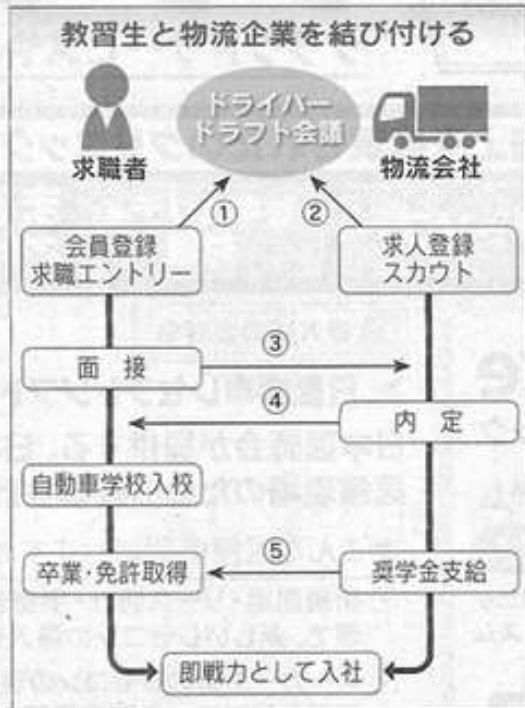 教習生と物流企業を結び付ける
ドライバー
ドラフト会議
求職者
物流会社
①
②
会員登録
求職エントリー
求人登録
スカウト
面 接
③
④
内 定
自動車学校入校
卒業・免許取得
⑤
奨学金支給
即戦力として入社